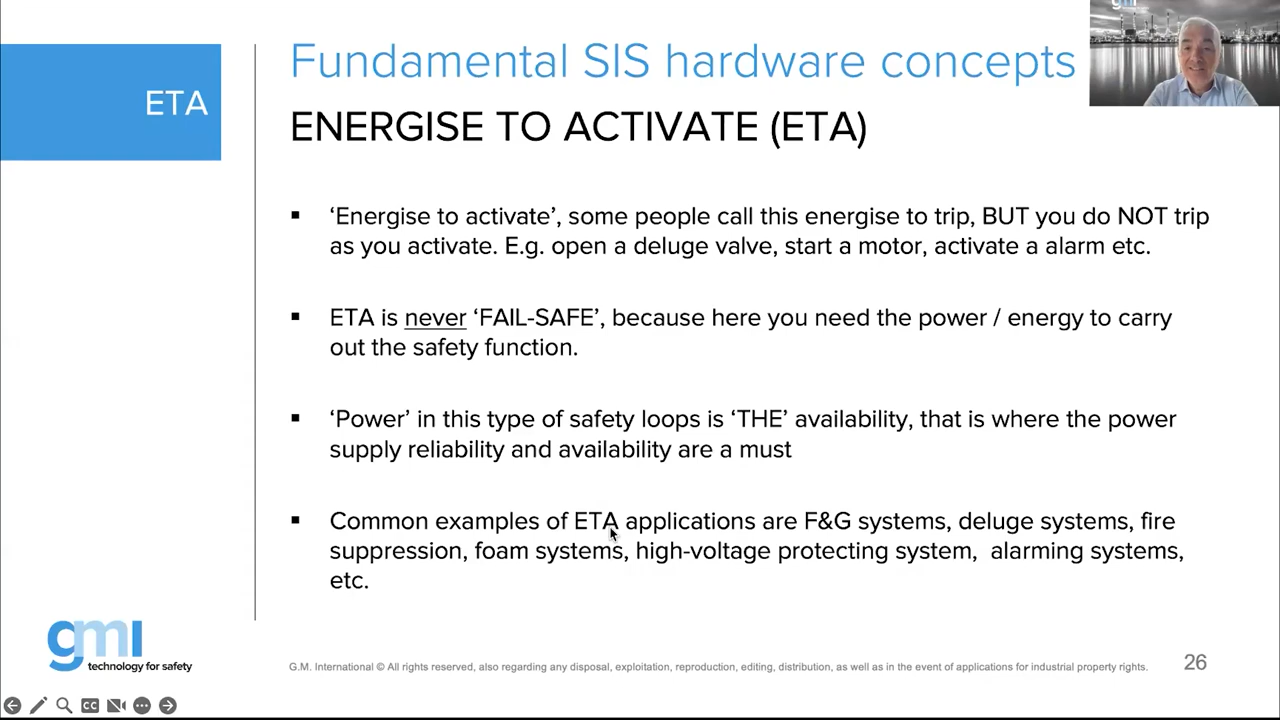 ETA
Fundamental SIS hardware concepts
ENERGISE TO ACTIVATE (ETA)
▪ ‘Energise to activate’, some people call this energise to trip, BUT you do NOT trip
as you activate. E.g. open a deluge valve, start a motor, activate a alarm etc.
▪ ETA is never ‘FAIL-SAFE’, because here you need the power / energy to carry
out the safety function.
▪ ‘Power’ in this type of safety loops is ‘THE’ availability, that is where the power
supply reliability and availability are a must
▪ Common examples of ETA applications are F&G systems, deluge systems, fire
suppression, foam systems, high-voltage protecting system,  alarming systems,
etc.
gmi
technology for safety
G.M. International © All rights reserved, also regarding any disposal, exploitation, reproduction, editing, distribution, as well as in the event of applications for industrial property rights.
26
gmi
CC